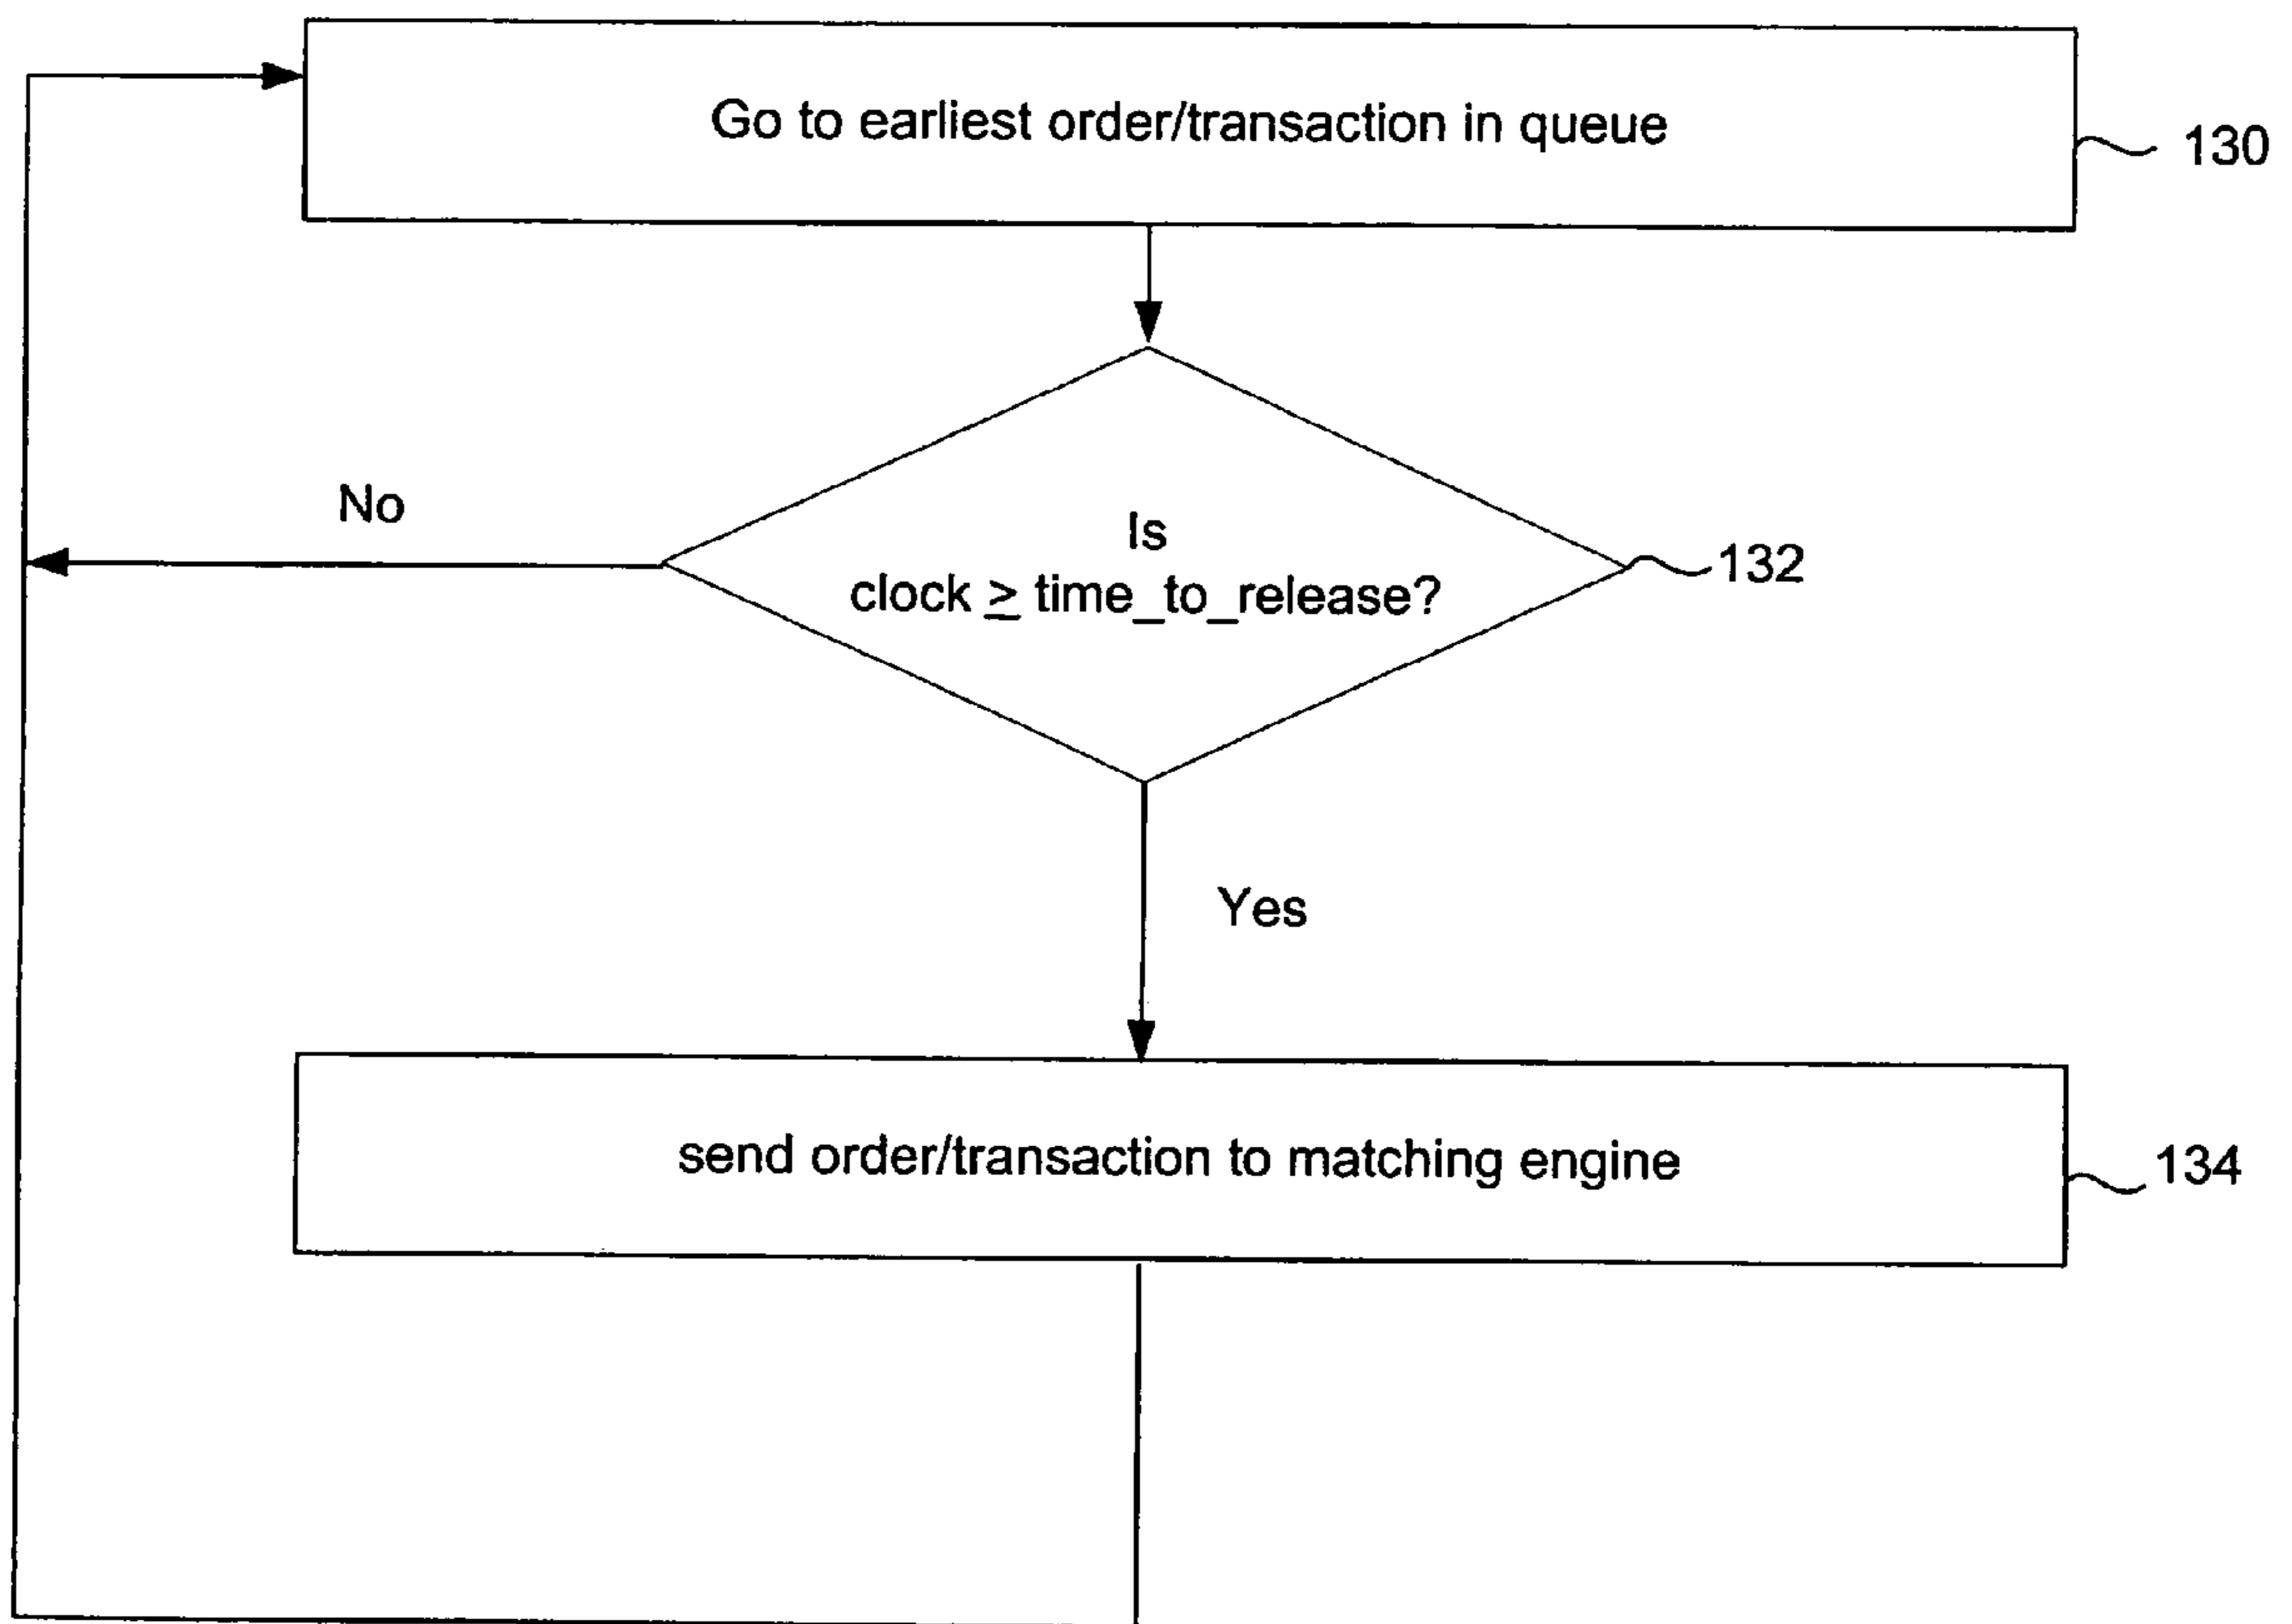 Go to earliest order/transaction in queue
130
No
Is
clock ≥ time_to_release?
132
Yes
send order/transaction to matching engine
134